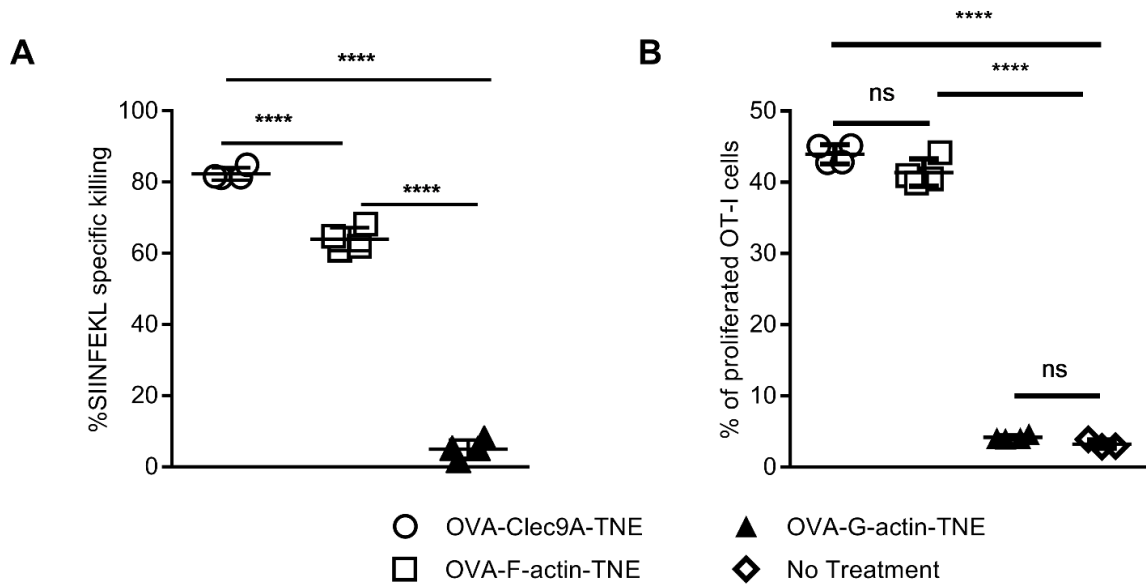 A
****
****
****
%SIINFEKL specific killing
100
80
60
40
20
0
B
****
****
ns
ns
% of proliferated OT-I cells
50
40
30
20
10
0
OVA-Clec9A-TNE
OVA-F-actin-TNE
OVA-G-actin-TNE
No Treatment